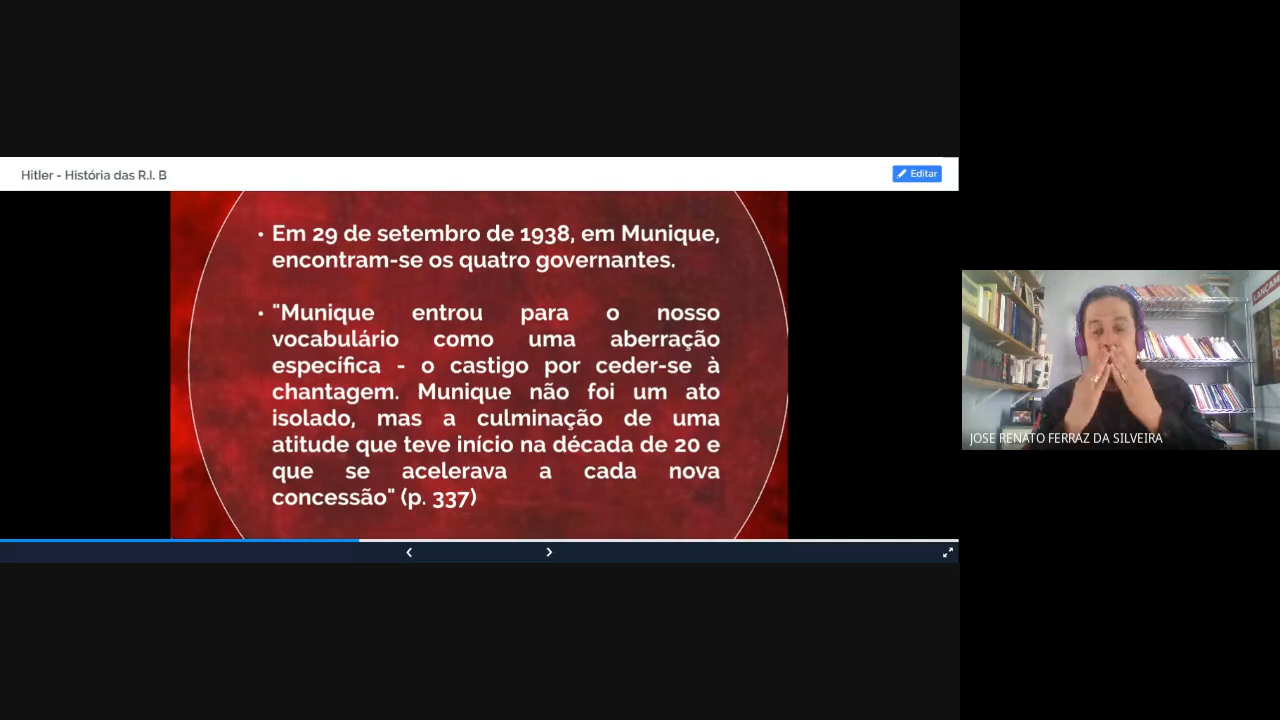 Hitler - História das R.I. B
Editar
• Em 29 de setembro de 1938, em Munique,
encontram-se os quatro governantes.
• "Munique entrou para o nosso
vocabulário como uma aberração
específica - o castigo por ceder-se à
chantagem. Munique não foi um ato
isolado, mas a culminação de uma
atitude que teve início na década de 20 e
que se acelerava a cada nova
concessão" (p. 337)
JOSE RENATO FERRAZ DA SILVEIRA